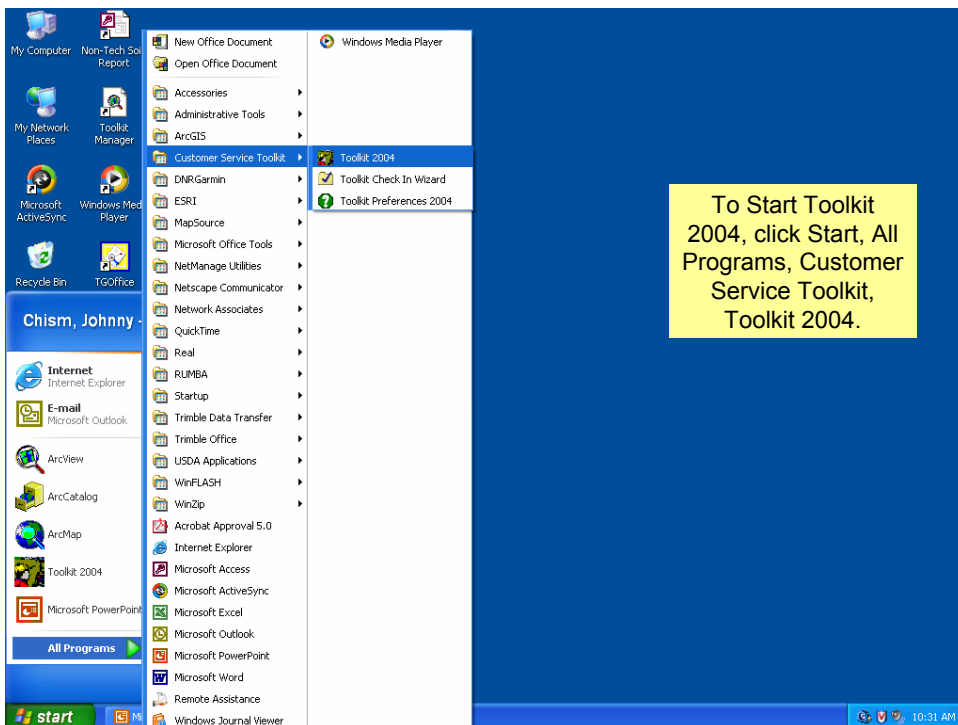 My Computer
Non-Tech Soi
Report
My Network
Places
Toolkit
Manager
Microsoft
ActiveSync
Windows Med
Player
Recycle Bin
TGOffice
Chism, Johnny -
Internet
Internet Explorer
E-mail
Microsoft Outlook
ArcView
ArcCatalog
ArcMap
Toolkit 2004
Microsoft PowerPoint
All Programs
start
New Office Document
Open Office Document
Accessories
Administrative Tools
ArcGIS
Customer Service Toolkit
DNRGarmin
ESRI
MapSource
Microsoft Office Tools
NetManage Utilities
Netscape Communicator
Network Associates
QuickTime
Real
RUMBA
Startup
Trimble Data Transfer
Trimble Office
USDA Applications
WinFLASH
WinZip
Acrobat Approval 5.0
Internet Explorer
Microsoft Access
Microsoft ActiveSync
Microsoft Excel
Microsoft Outlook
Microsoft PowerPoint
Microsoft Word
Remote Assistance
Windows Journal Viewer
Windows Media Player
Toolkit 2004
Toolkit Check In Wizard
Toolkit Preferences 2004
To Start Toolkit
2004, click Start, All
Programs, Customer
Service Toolkit,
Toolkit 2004.
10:31 AM